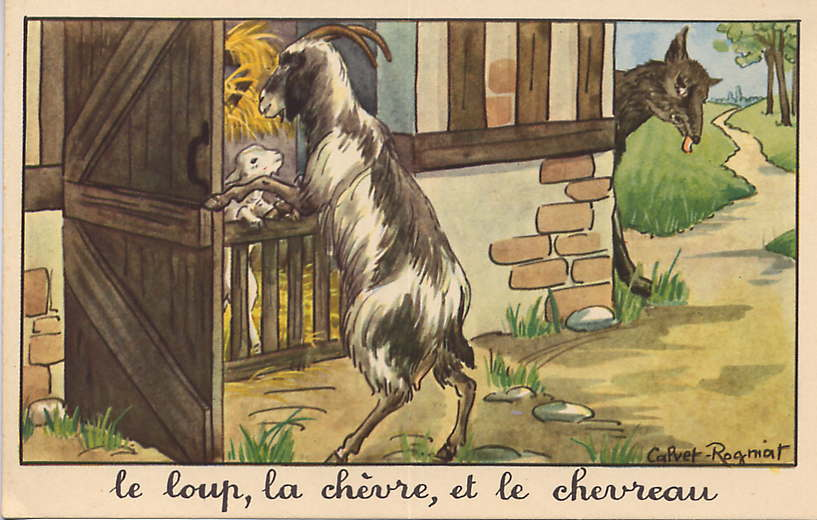 Calvet-Rogniat
le loup, la chèvre, et le chevreau